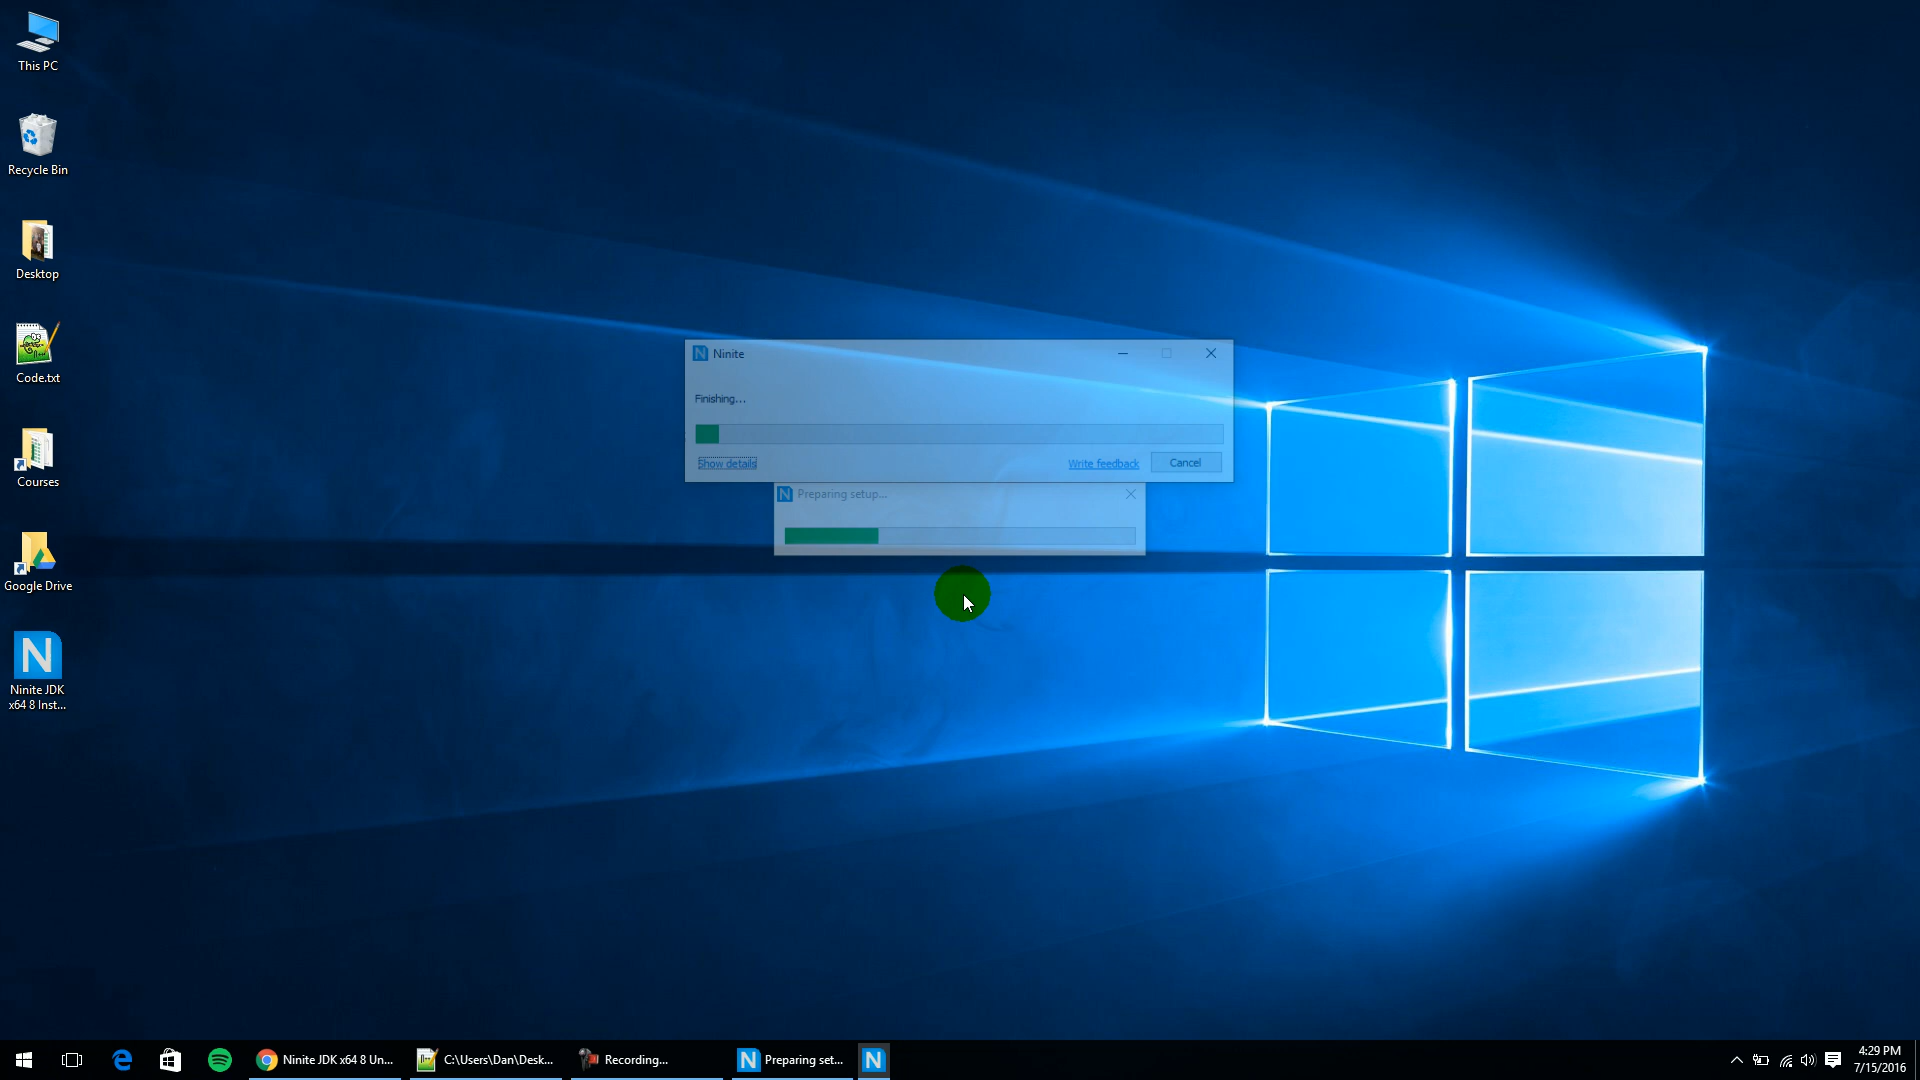 This PC
Recycle Bin
Desktop
Code.txt
Courses
Google Drive
N
Ninite JDK
x64 8 Inst...
N Ninite
Finishing...
Show details
Write feedback
Cancel
N Preparing setup...
Ninite JDK x64 8 Un...
C:\Users\Dan\Desk...
Recording...
N Preparing set...
N
4:29 PM
7/15/2016